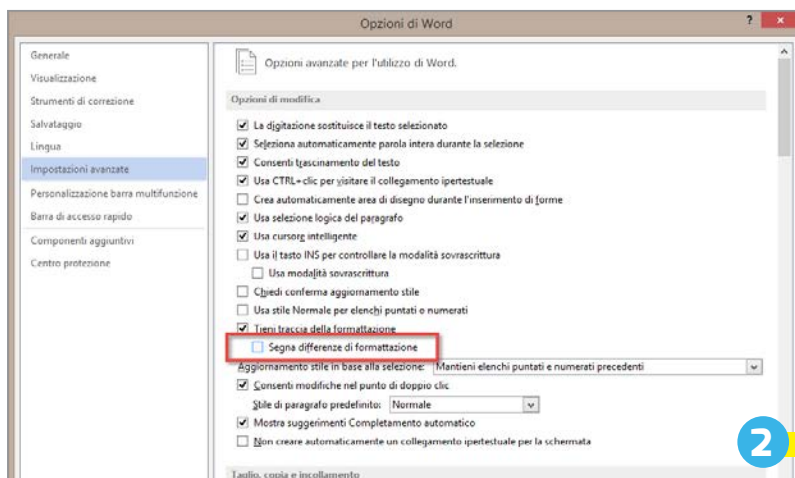 Opzioni di Word
?
×
Generale
Visualizzazione
Strumenti di correzione
Salvataggio
Lingua
Impostazioni avanzate
Personalizzazione barra multifunzione
Barra di accesso rapido
Componenti aggiuntivi
Centro protezione
Opzioni avanzate per l'utilizzo di Word.
Opzioni di modifica
La digitazione sostituisce il testo selezionato
Seleziona automaticamente parola intera durante la selezione
Consenti trascinamento del testo
Usa CTRL+clic per visitare il collegamento ipertestuale
Crea automaticamente area di disegno durante l'inserimento di forme
Usa selezione logica del paragrafo
Usa cursore intelligente
Usa il tasto INS per controllare la modalità sovrascrittura
Usa modalità sovrascrittura
Chiedi conferma aggiornamento stile
Usa stile Normale per elenchi puntati o numerati
Tieni traccia della formattazione
Segna differenze di formattazione
Aggiornamento stile in base alla selezione: Mantieni elenchi puntati e numerati precedenti
Consenti modifiche nel punto di doppio clic
Stile di paragrafo predefinito: Normale
Mostra suggerimenti Completamento automatico
Non creare automaticamente un collegamento ipertestuale per la schermata
2
Taglio, copia e incollamento